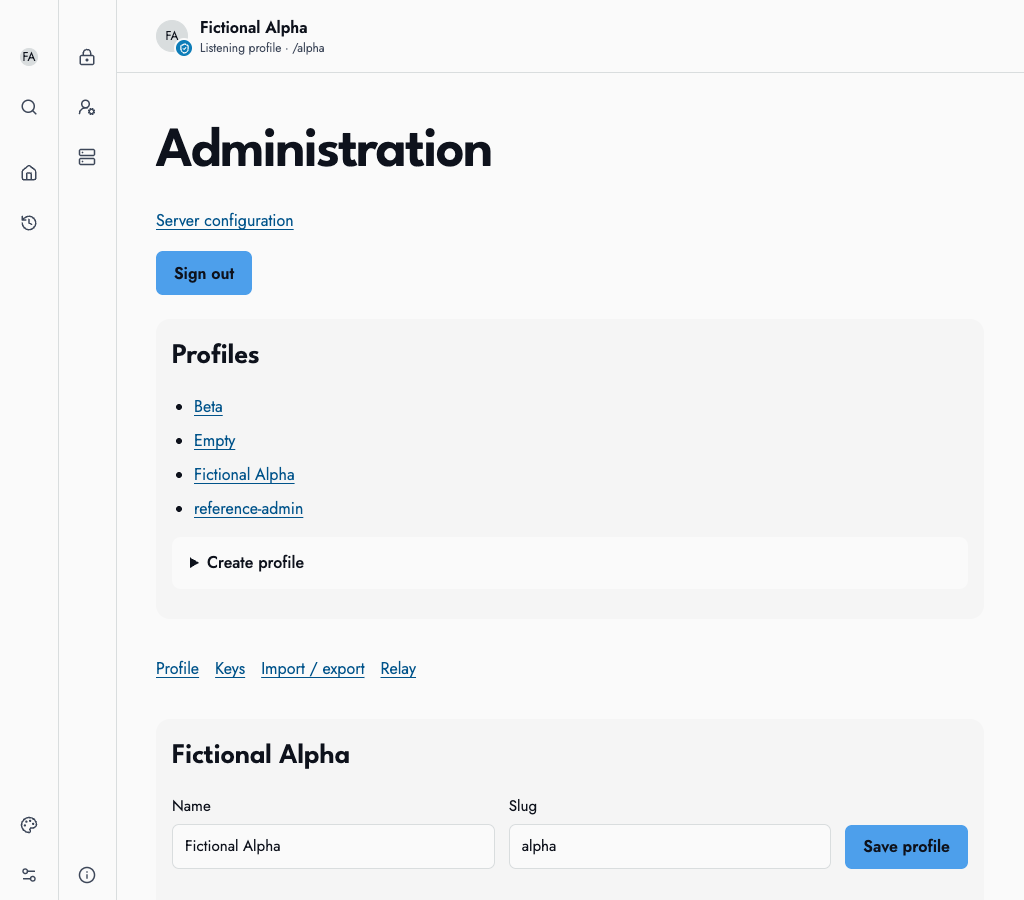 FA
FA
Fictional Alpha
Listening profile · /alpha
Administration
Server configuration
Sign out
Profiles
Beta
Empty
Fictional Alpha
reference-admin
Create profile
Profile Keys Import / export Relay
Fictional Alpha
Name Slug
Fictional Alpha alpha Save profile